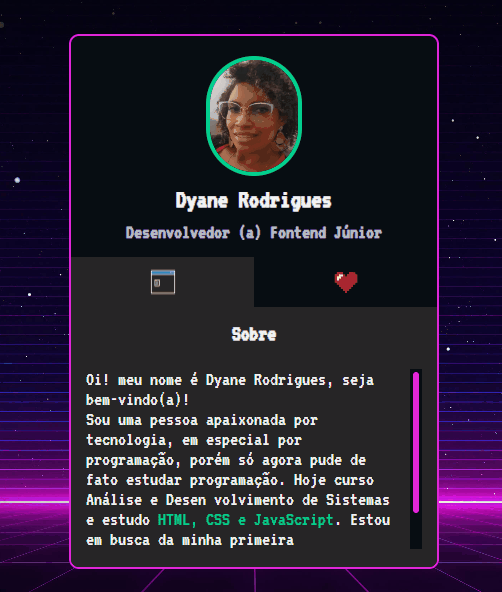 Dyane Rodrigues
Desenvolvedor (a) Fontend Júnior
Sobre
Oi! meu nome é Dyane Rodrigues, seja
bem-vindo(a)!
Sou uma pessoa apaixonada por
tecnologia, em especial por
programação, porém só agora pude de
fato estudar programação. Hoje curso
Análise e Desen volvimento de Sistemas
e estudo HTML, CSS e JavaScript. Estou
em busca da minha primeira